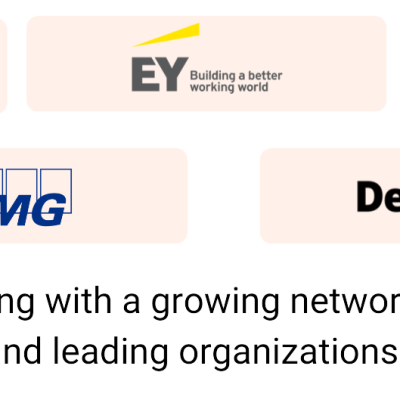 EY Building a better
working world
MG
De
ng with a growing networ
nd leading organizations